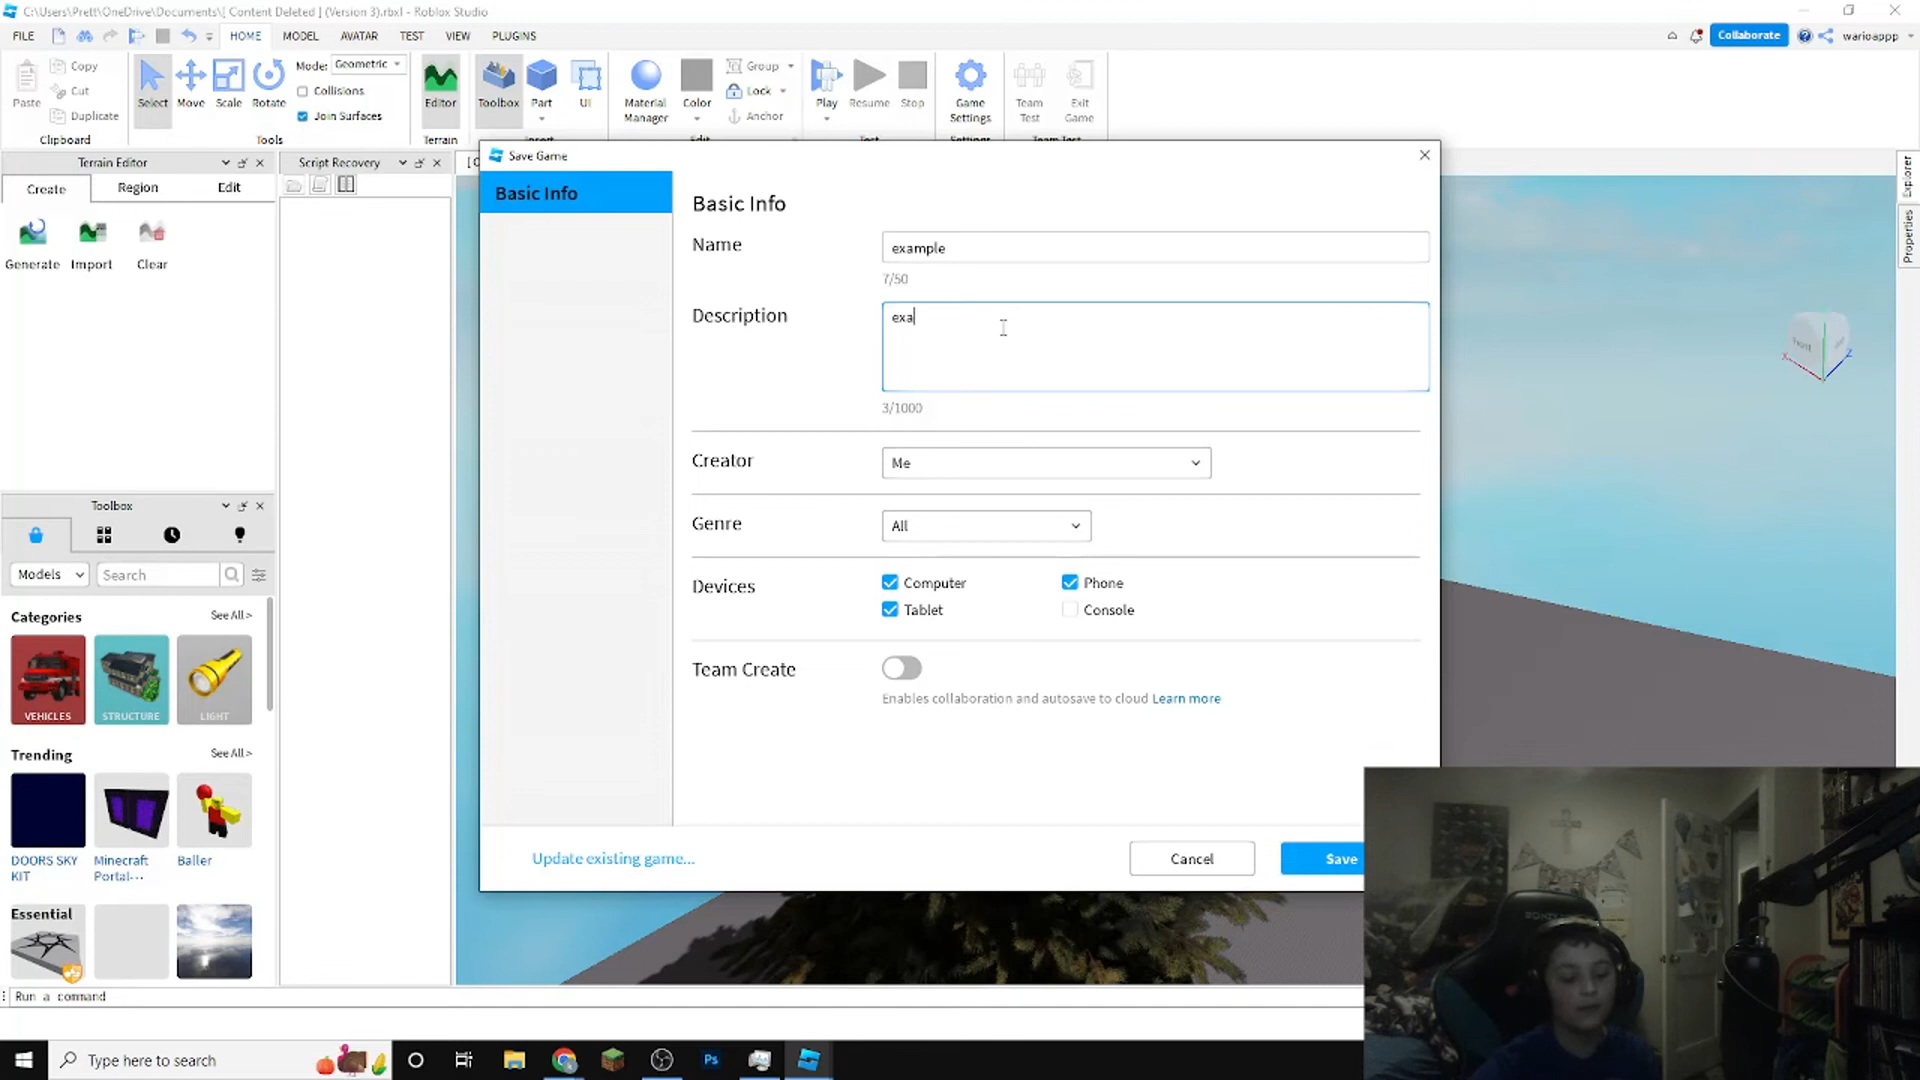 C:\Users\Prett\OneDrive\Documents\[ Content Deleted ] (Version 3).rbxl - Roblox Studio
FILE HOME MODEL AVATAR TEST VIEW PLUGINS Collaborate warioappp
Paste Copy Cut Duplicate Clipboard
Select Move Scale Rotate Mode: Geometric Collisions Join Surfaces Tools
Editor Terrain
Toolbox Part UI
Material Manager Color Group Lock Anchor
Play Resume Stop
Game Settings
Team Test Exit Game
Terrain Editor
Create Region Edit
Generate Import Clear
Script Recovery
Explorer
Properties
Save Game
Basic Info
Basic Info
Name example
7/50
Description exa
3/1000
Creator Me
Genre All
Devices Computer Phone
Tablet Console
Team Create
Enables collaboration and autosave to cloud Learn more
Update existing game... Cancel Save
Toolbox
Models Search
Categories See All >
VEHICLES STRUCTURE LIGHT
Trending See All >
DOORS SKY KIT Minecraft Portal... Baller
Essential
Run a command
Type here to search
Ps